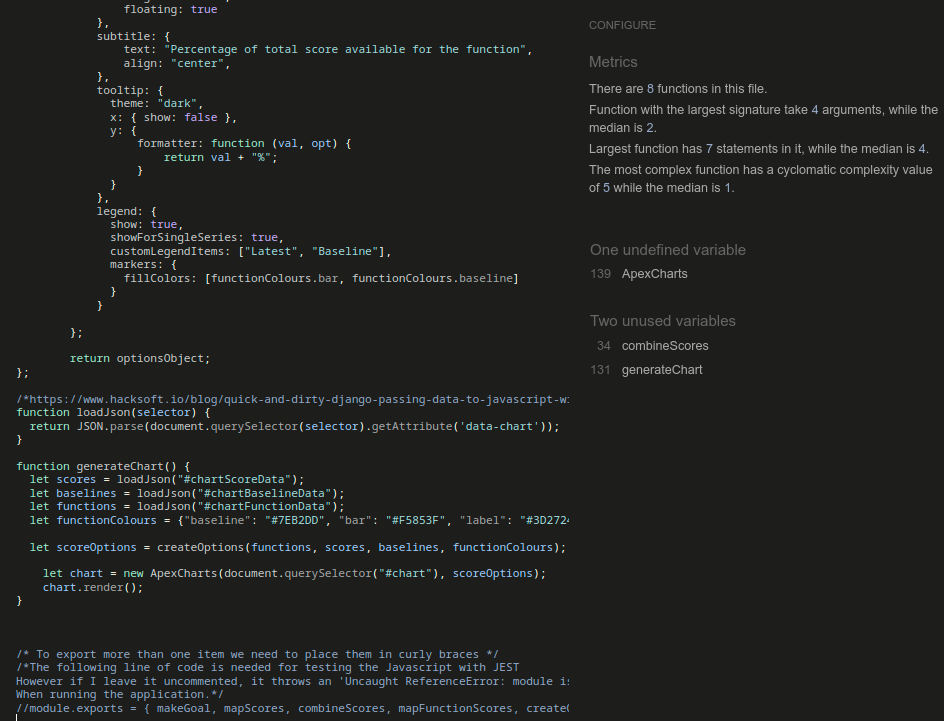 floating: true
},
subtitle: {
text: "Percentage of total score available for the function",
align: "center",
},
tooltip: {
theme: "dark",
x: { show: false },
y: {
formatter: function (val, opt) {
return val + "%";
}
}
},
legend: {
show: true,
showForSingleSeries: true,
customLegendItems: ["Latest", "Baseline"],
markers: {
fillColors: [functionColours.bar, functionColours.baseline]
}
}
};
return optionsObject;
};
/*https://www.hacksoft.io/blog/quick-and-dirty-django-passing-data-to-javascript-wi
function loadJson(selector) {
return JSON.parse(document.querySelector(selector).getAttribute('data-chart'));
}
function generateChart() {
let scores = loadJson("#chartScoreData");
let baselines = loadJson("#chartBaselineData");
let functions = loadJson("#chartFunctionData");
let functionColours = {"baseline": "#7EB2DD", "bar": "#F5853F", "label": "#3D2724
let scoreOptions = createOptions(functions, scores, baselines, functionColours);
let chart = new ApexCharts(document.querySelector("#chart"), scoreOptions);
chart.render();
}
/* To export more than one item we need to place them in curly braces */
/*The following line of code is needed for testing the Javascript with JEST
However if I leave it uncommented, it throws an 'Uncaught ReferenceError: module is
When running the application.*/
//module.exports = { makeGoal, mapScores, combineScores, mapFunctionScores, createO
CONFIGURE
Metrics
There are 8 functions in this file.
Function with the largest signature take 4 arguments, while the
median is 2.
Largest function has 7 statements in it, while the median is 4.
The most complex function has a cyclomatic complexity value
of 5 while the median is 1.
One undefined variable
139 ApexCharts
Two unused variables
34 combineScores
131 generateChart